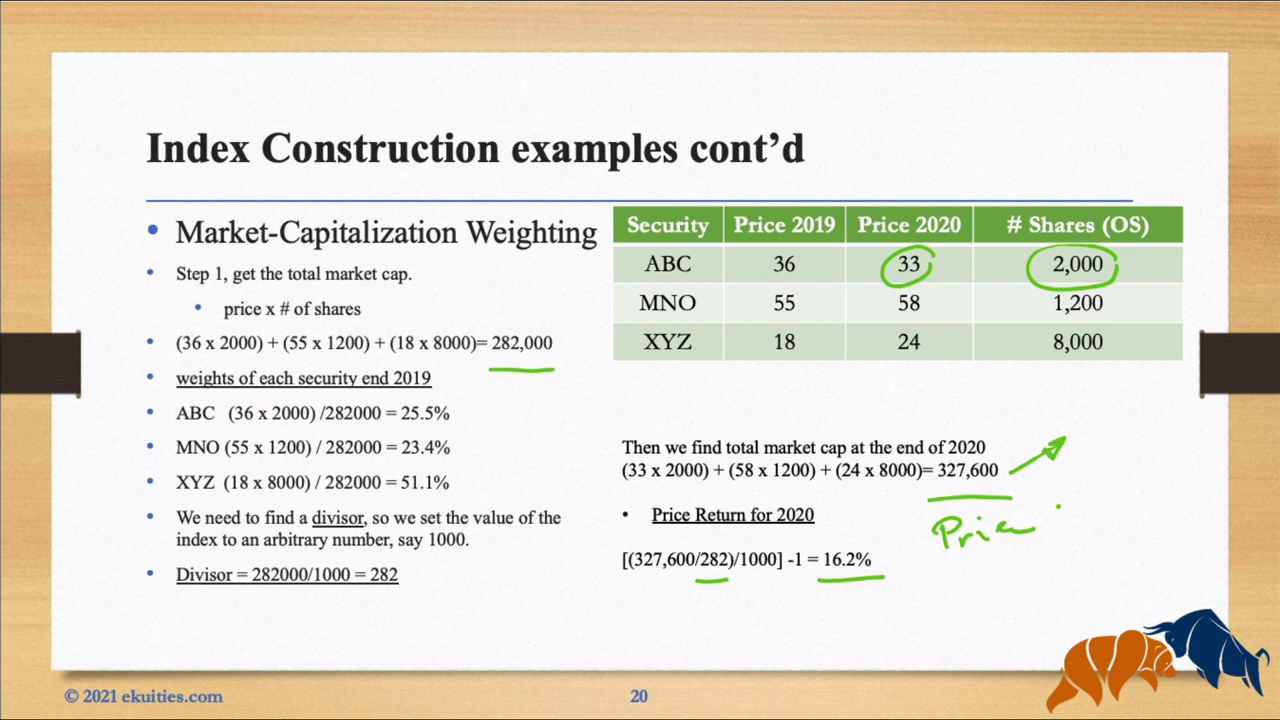 Index Construction examples cont’d
• Market-Capitalization Weighting
• Step 1, get the total market cap.
• price x # of shares
• (36 x 2000) + (55 x 1200) + (18 x 8000)= 282,000
• weights of each security end 2019
• ABC (36 x 2000) /282000 = 25.5%
• MNO (55 x 1200) / 282000 = 23.4%
• XYZ (18 x 8000) / 282000 = 51.1%
• We need to find a divisor, so we set the value of the
index to an arbitrary number, say 1000.
• Divisor = 282000/1000 = 282
Security Price 2019 Price 2020 # Shares (OS)
ABC 36 33 2,000
MNO 55 58 1,200
XYZ 18 24 8,000
Then we find total market cap at the end of 2020
(33 x 2000) + (58 x 1200) + (24 x 8000)= 327,600
• Price Return for 2020
Price
[(327,600/282)/1000] -1 = 16.2%
© 2021 ekuities.com
20